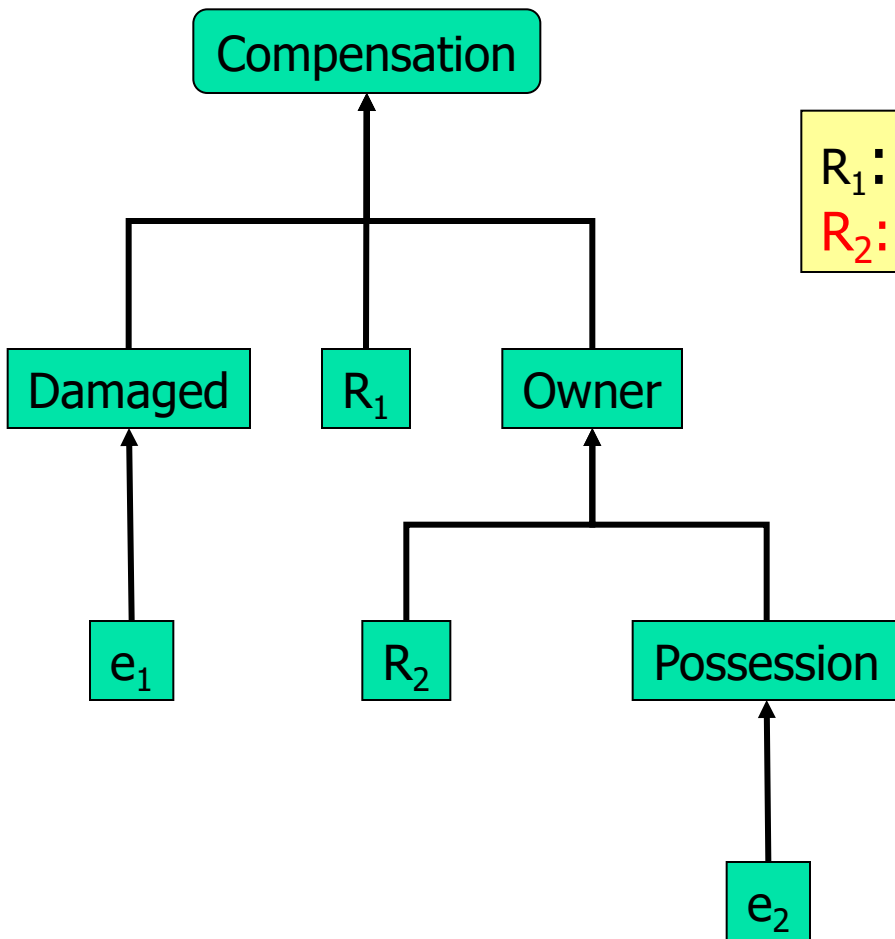 Compensation
R₁:
R₂:
Damaged
R₁
Owner
e₁
R₂
Possession
e₂